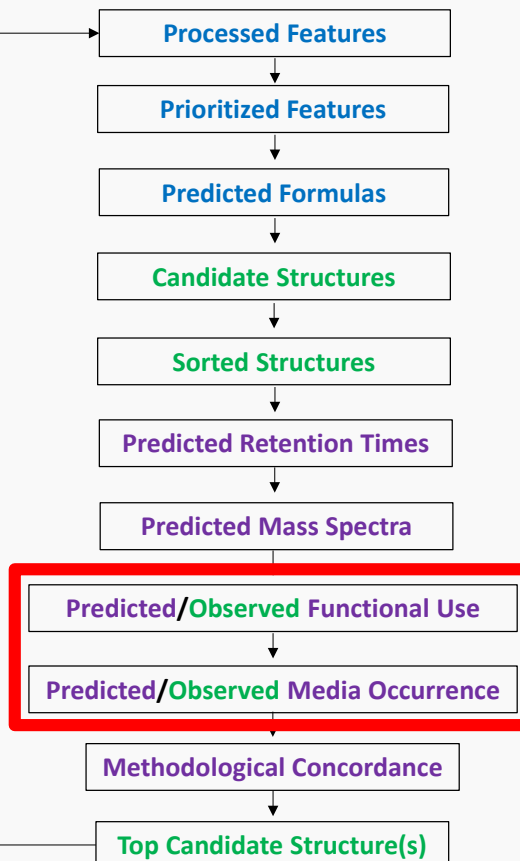 Processed Features
Prioritized Features
Predicted Formulas
Candidate Structures
Sorted Structures
Predicted Retention Times
Predicted Mass Spectra
Predicted/Observed Functional Use
Predicted/Observed Media Occurrence
Methodological Concordance
Top Candidate Structure(s)